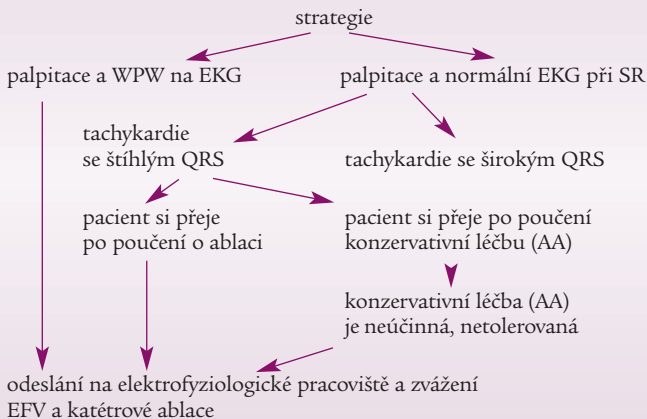 strategie
palpitace a WPW na EKG
palpitace a normální EKG při SR
tachykardie
se štíhlým QRS
tachykardie se širokým QRS
pacient si přeje
po poučení o ablaci
pacient si přeje po poučení
konzervativní léčbu (AA)
konzervativní léčba (AA)
je neúčinná, netolerovaná
odeslání na elektrofyziologické pracoviště a zvážení
EFV a katétrové ablace